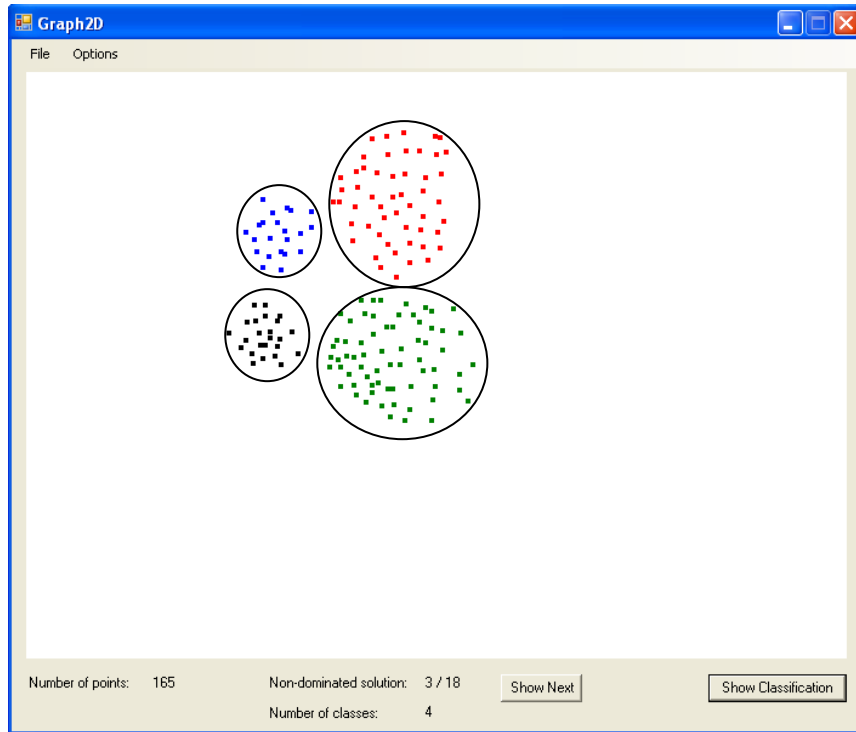 Graph2D
File Options
Number of points: 165 Non-dominated solution: 3 / 18 Show Next Show Classification
Number of classes: 4